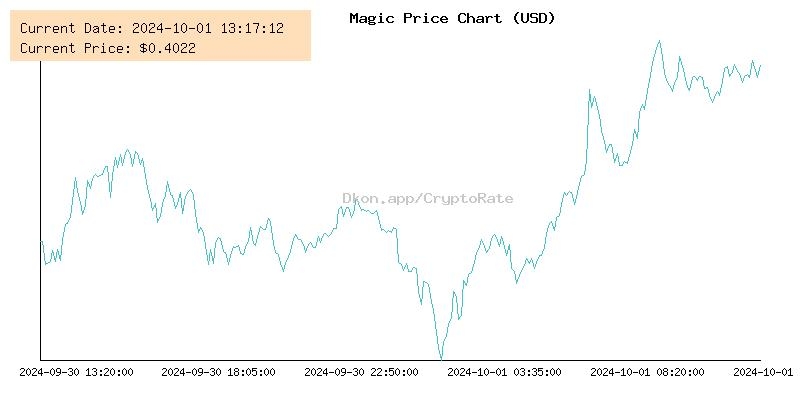 Magic Price Chart (USD)
Current Date: 2024-10-01 13:17:12
Current Price: $0.4022
Dkon.app/CryptoRate
2024-09-30 13:20:00
2024-09-30 18:05:00
2024-09-30 22:50:00
2024-10-01 03:35:00
2024-10-01 08:20:00
2024-10-01